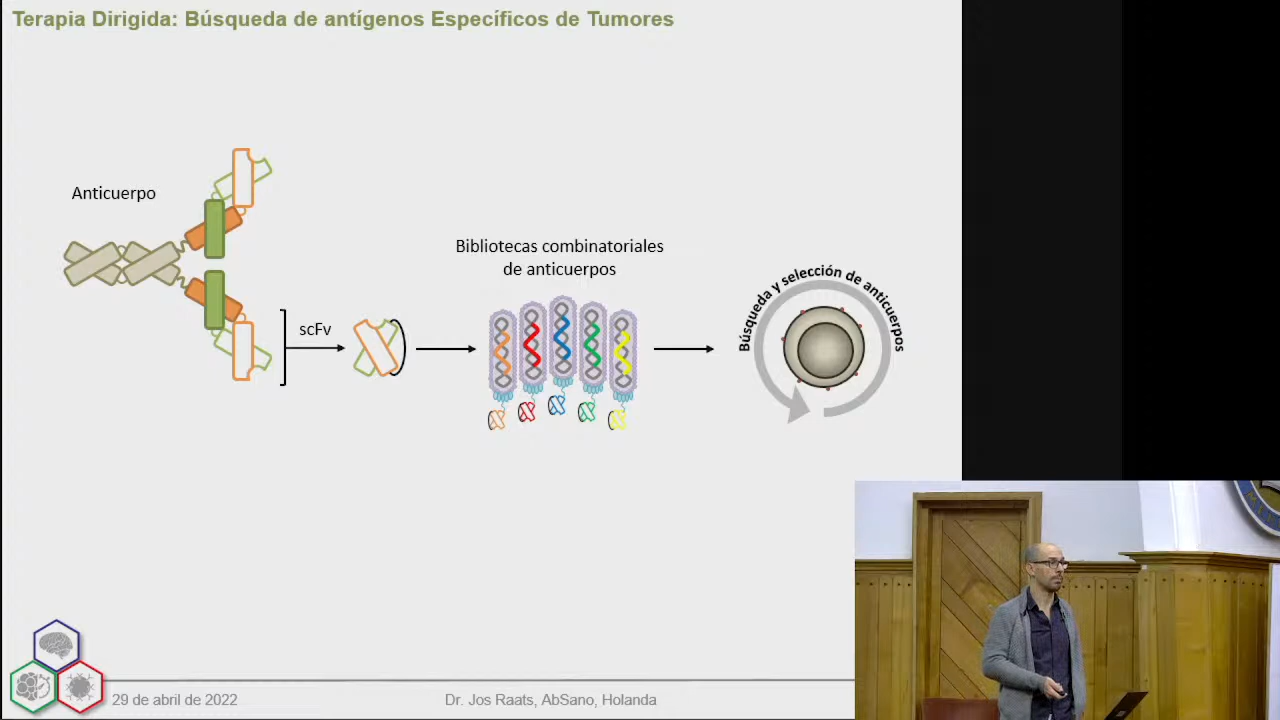 Terapia Dirigida: Búsqueda de antígenos Específicos de Tumores
Anticuerpo
scFv
Bibliotecas combinatoriales
de anticuerpos
Búsqueda y selección de anticuerpos
29 de abril de 2022
Dr. Jos Raats, AbSano, Holanda